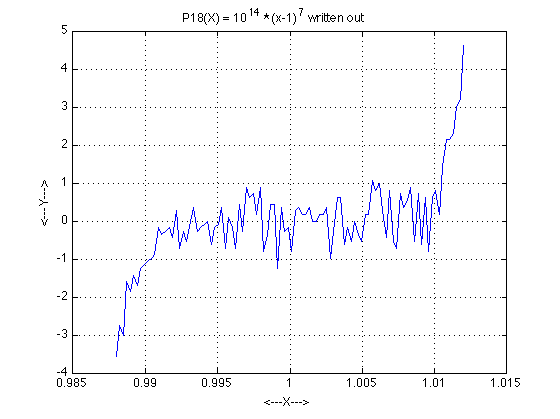 P18(X) = 10^14 * (x-1)^7 written out
5
4
3
2
1
0
-1
-2
-3
-4
<---Y--->
0.985 0.99 0.995 1 1.005 1.01 1.015
<---X--->